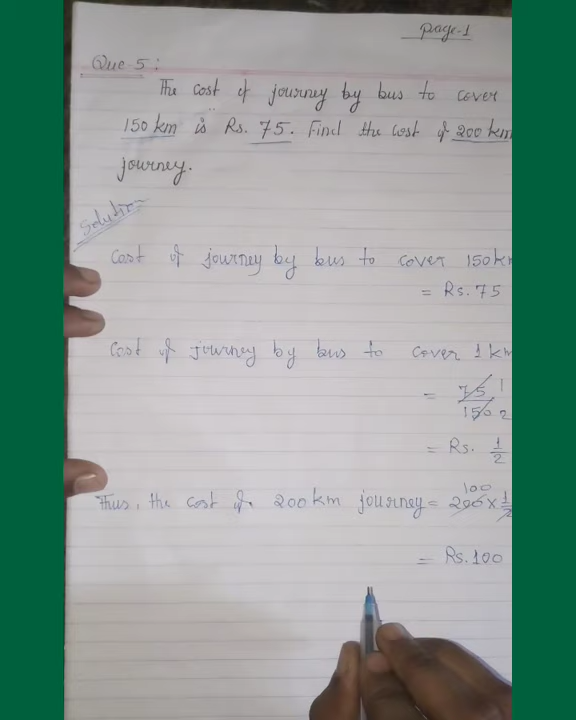 Page-1
Que-5:
The cost of journey by bus to cover
150 km is Rs. 75. Find the cost of 200 km
journey.
Solution
Cost of journey by bus to cover 150 km
= Rs. 75
Cost of journey by bus to cover 1 km
= 75/150 1 2
= Rs. 1/2
Thus, the cost of 200 km journey = 200 x 1/2 100
= Rs. 100